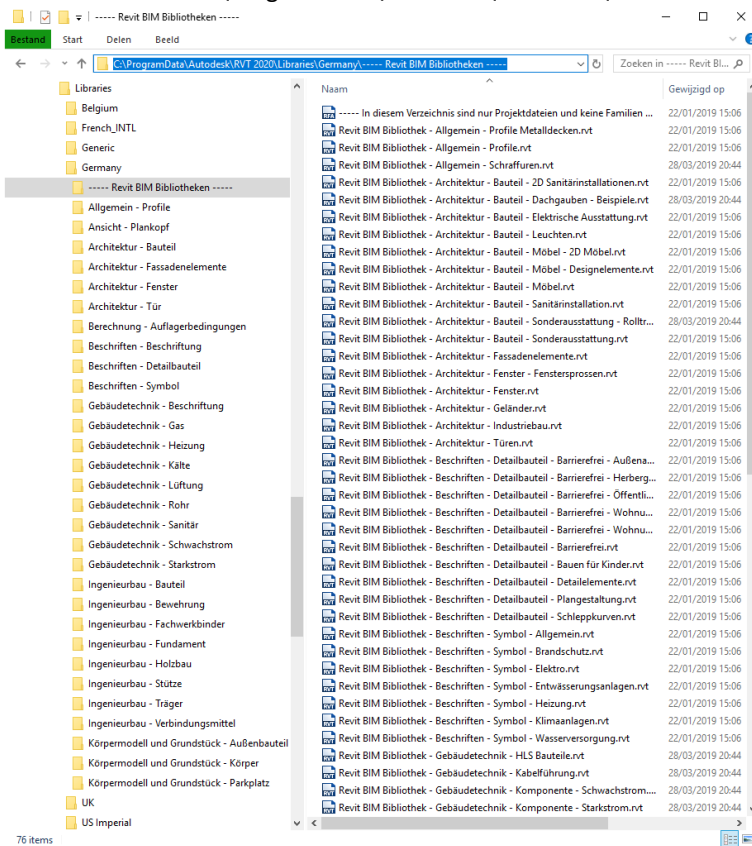 ----- Revit BIM Bibliotheken -----
Bestand Start Delen Beeld
C:\ProgramData\Autodesk\RVT 2020\Libraries\Germany\----- Revit BIM Bibliotheken -----
Zoeken in ----- Revit Bl...
Libraries
Belgium
French_INTL
Generic
Germany
----- Revit BIM Bibliotheken -----
Allgemein - Profile
Ansicht - Plankopf
Architektur - Bauteil
Architektur - Fassadenelemente
Architektur - Fenster
Architektur - Tür
Berechnung - Auflagerbedingungen
Beschriften - Beschriftung
Beschriften - Detailbauteil
Beschriften - Symbol
Gebäudetechnik - Beschriftung
Gebäudetechnik - Gas
Gebäudetechnik - Heizung
Gebäudetechnik - Kälte
Gebäudetechnik - Lüftung
Gebäudetechnik - Rohr
Gebäudetechnik - Sanitär
Gebäudetechnik - Schwachstrom
Gebäudetechnik - Starkstrom
Ingenieurbau - Bauteil
Ingenieurbau - Bewehrung
Ingenieurbau - Fachwerkbinder
Ingenieurbau - Fundament
Ingenieurbau - Holzbau
Ingenieurbau - Stütze
Ingenieurbau - Träger
Ingenieurbau - Verbindungsmittel
Körpermodell und Grundstück - Außenbauteil
Körpermodell und Grundstück - Körper
Körpermodell und Grundstück - Parkplatz
UK
US Imperial
Naam Gewijzigd op
----- In diesem Verzeichnis sind nur Projektdateien und keine Familien ... 22/01/2019 15:06
Revit BIM Bibliothek - Allgemein - Profile Metalldecken.rvt 22/01/2019 15:06
Revit BIM Bibliothek - Allgemein - Profile.rvt 22/01/2019 15:06
Revit BIM Bibliothek - Allgemein - Schraffuren.rvt 28/03/2019 20:44
Revit BIM Bibliothek - Architektur - Bauteil - 2D Sanitärinstallationen.rvt 22/01/2019 15:06
Revit BIM Bibliothek - Architektur - Bauteil - Dachgauben - Beispiele.rvt 28/03/2019 20:44
Revit BIM Bibliothek - Architektur - Bauteil - Elektrische Ausstattung.rvt 22/01/2019 15:06
Revit BIM Bibliothek - Architektur - Bauteil - Leuchten.rvt 22/01/2019 15:06
Revit BIM Bibliothek - Architektur - Bauteil - Möbel - 2D Möbel.rvt 22/01/2019 15:06
Revit BIM Bibliothek - Architektur - Bauteil - Möbel - Designelemente.rvt 22/01/2019 15:06
Revit BIM Bibliothek - Architektur - Bauteil - Möbel.rvt 22/01/2019 15:06
Revit BIM Bibliothek - Architektur - Bauteil - Sanitärinstallation.rvt 22/01/2019 15:06
Revit BIM Bibliothek - Architektur - Bauteil - Sonderausstattung - Rolltr... 28/03/2019 20:44
Revit BIM Bibliothek - Architektur - Bauteil - Sonderausstattung.rvt 22/01/2019 15:06
Revit BIM Bibliothek - Architektur - Fassadenelemente.rvt 22/01/2019 15:06
Revit BIM Bibliothek - Architektur - Fenster - Fenstersprossen.rvt 22/01/2019 15:06
Revit BIM Bibliothek - Architektur - Fenster.rvt 22/01/2019 15:06
Revit BIM Bibliothek - Architektur - Geländer.rvt 22/01/2019 15:06
Revit BIM Bibliothek - Architektur - Industriebau.rvt 22/01/2019 15:06
Revit BIM Bibliothek - Architektur - Türen.rvt 22/01/2019 15:06
Revit BIM Bibliothek - Beschriften - Detailbauteil - Barrierefrei - Außena... 22/01/2019 15:06
Revit BIM Bibliothek - Beschriften - Detailbauteil - Barrierefrei - Herberg... 22/01/2019 15:06
Revit BIM Bibliothek - Beschriften - Detailbauteil - Barrierefrei - Öffentli... 22/01/2019 15:06
Revit BIM Bibliothek - Beschriften - Detailbauteil - Barrierefrei - Wohnu... 22/01/2019 15:06
Revit BIM Bibliothek - Beschriften - Detailbauteil - Barrierefrei - Wohnu... 22/01/2019 15:06
Revit BIM Bibliothek - Beschriften - Detailbauteil - Barrierefrei.rvt 22/01/2019 15:06
Revit BIM Bibliothek - Beschriften - Detailbauteil - Bauen für Kinder.rvt 22/01/2019 15:06
Revit BIM Bibliothek - Beschriften - Detailbauteil - Detailelemente.rvt 22/01/2019 15:06
Revit BIM Bibliothek - Beschriften - Detailbauteil - Plangestaltung.rvt 22/01/2019 15:06
Revit BIM Bibliothek - Beschriften - Detailbauteil - Schleppkurven.rvt 22/01/2019 15:06
Revit BIM Bibliothek - Beschriften - Symbol - Allgemein.rvt 22/01/2019 15:06
Revit BIM Bibliothek - Beschriften - Symbol - Brandschutz.rvt 22/01/2019 15:06
Revit BIM Bibliothek - Beschriften - Symbol - Elektro.rvt 22/01/2019 15:06
Revit BIM Bibliothek - Beschriften - Symbol - Entwässerungsanlagen.rvt 22/01/2019 15:06
Revit BIM Bibliothek - Beschriften - Symbol - Heizung.rvt 22/01/2019 15:06
Revit BIM Bibliothek - Beschriften - Symbol - Klimaanlagen.rvt 22/01/2019 15:06
Revit BIM Bibliothek - Beschriften - Symbol - Wasserversorgung.rvt 22/01/2019 15:06
Revit BIM Bibliothek - Gebäudetechnik - HLS Bauteile.rvt 28/03/2019 20:44
Revit BIM Bibliothek - Gebäudetechnik - Kabelführung.rvt 28/03/2019 20:44
Revit BIM Bibliothek - Gebäudetechnik - Komponente - Schwachstrom.... 28/03/2019 20:44
Revit BIM Bibliothek - Gebäudetechnik - Komponente - Starkstrom.rvt 28/03/2019 20:44
76 items